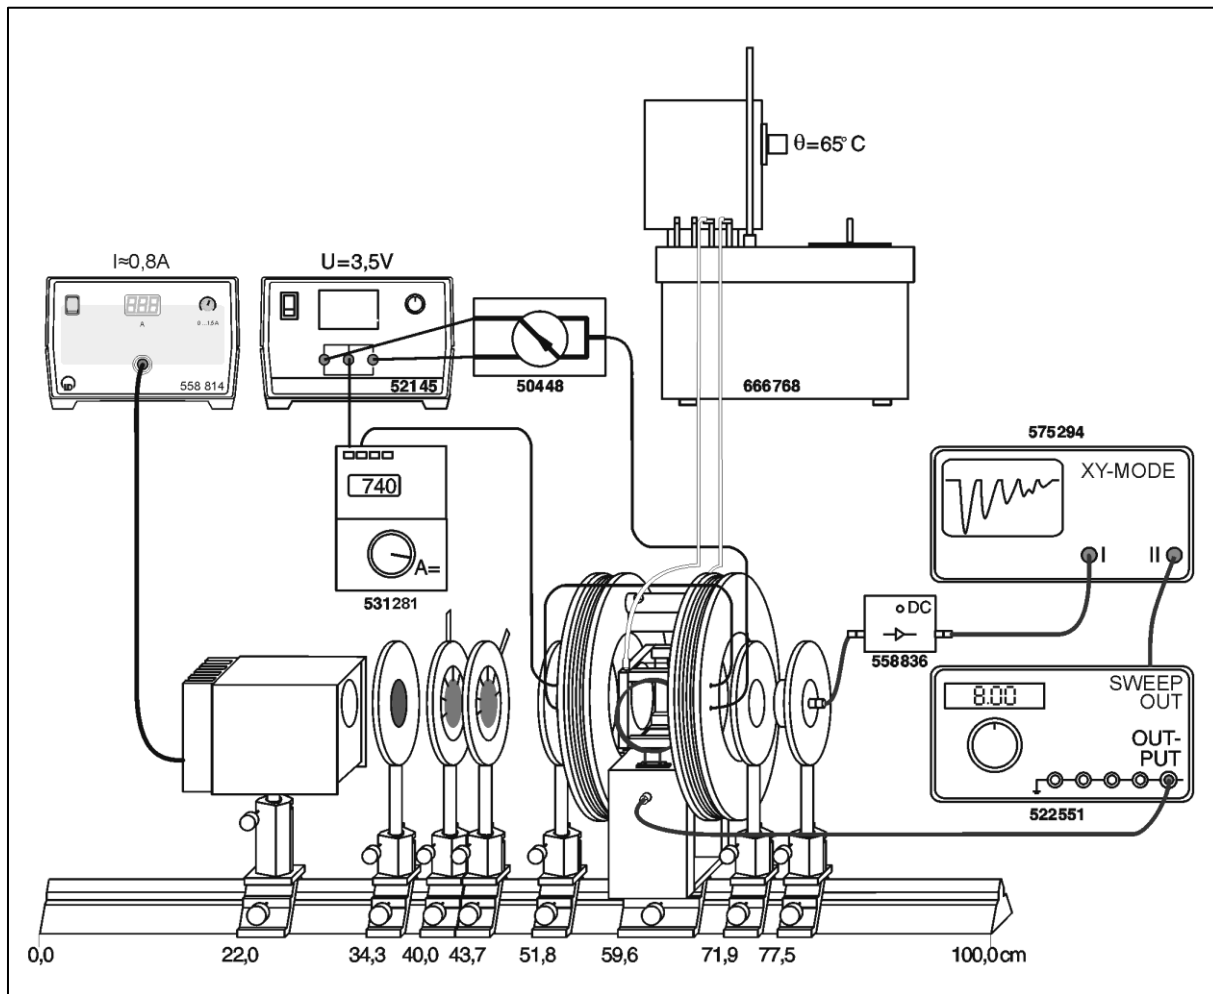 θ=65°C
I≈0,8A
U=3,5V
A
0 ... 1,5 A
558 814
52145
50448
666768
740
A=
531281
575294
XY-MODE
I
II
DC
558836
8.00
SWEEP
OUT
OUT-
PUT
522551
0,0
22,0
34,3
40,0
43,7
51,8
59,6
71,9
77,5
100,0cm